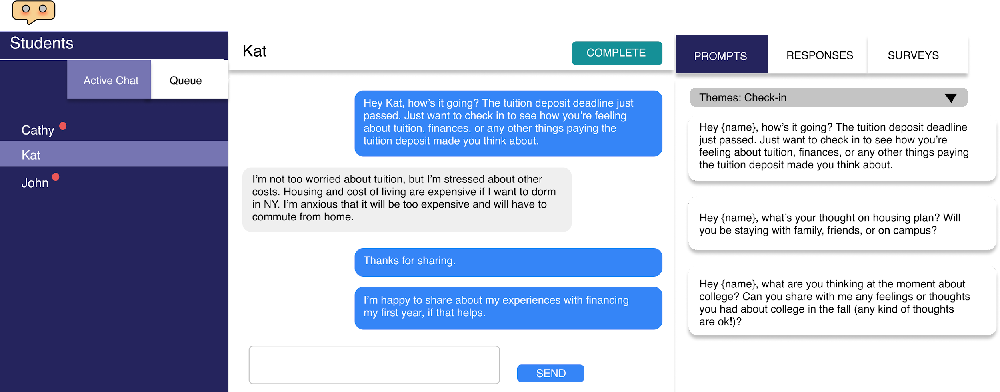 Students
Active Chat
Queue
Cathy
Kat
John
Kat
COMPLETE
Hey Kat, how’s it going? The tuition deposit deadline just
passed. Just want to check in to see how you’re feeling
about tuition, finances, or any other things paying the
tuition deposit made you think about.
I’m not too worried about tuition, but I’m stressed about other
costs. Housing and cost of living are expensive if I want to dorm
in NY. I’m anxious that it will be too expensive and will have to
commute from home.
Thanks for sharing.
I’m happy to share about my experiences with financing
my first year, if that helps.
SEND
PROMPTS
RESPONSES
SURVEYS
Themes: Check-in
Hey {name}, how’s it going? The tuition deposit deadline
just passed. Just want to check in to see how you’re
feeling about tuition, finances, or any other things paying
the tuition deposit made you think about.
Hey {name}, what’s your thought on housing plan? Will
you be staying with family, friends, or on campus?
Hey {name}, what are you thinking at the moment about
college? Can you share with me any feelings or thoughts
you had about college in the fall (any kind of thoughts
are ok!)?